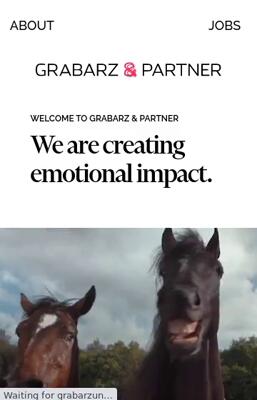 ABOUT
JOBS
GRABARZ & PARTNER
WELCOME TO GRABARZ & PARTNER
We are creating
emotional impact.
Waiting for grabarzun...